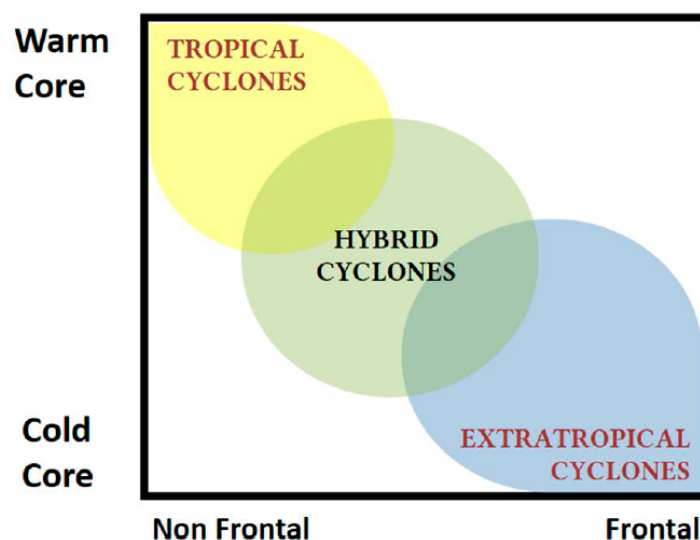 Warm
Core
TROPICAL
CYCLONES
HYBRID
CYCLONES
Cold
Core
EXTRATROPICAL
CYCLONES
Non Frontal
Frontal